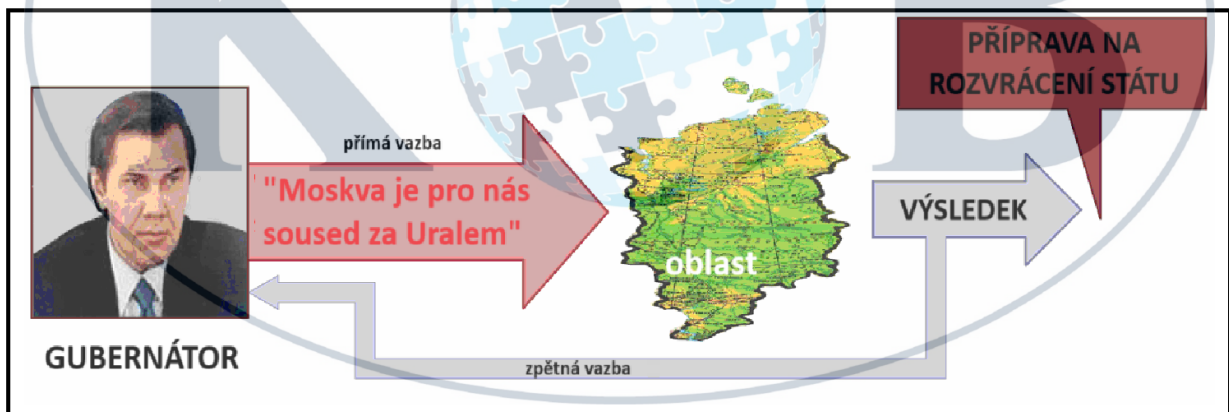 K B
PŘÍPRAVA NA
ROZVRÁCENÍ STÁTU
přímá vazba
"Moskva je pro nás
soused za Uralem"
oblast
VÝSLEDEK
GUBERNÁTOR
zpětná vazba